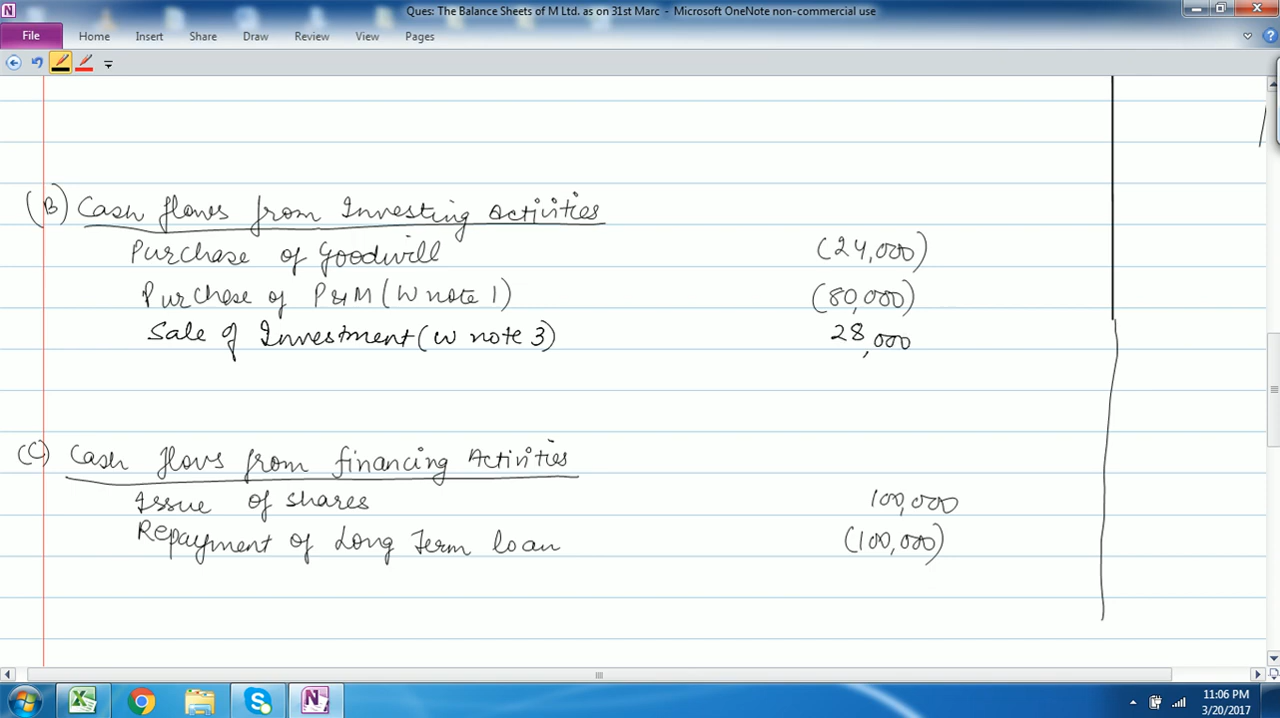 Ques: The Balance Sheets of M Ltd. as on 31st Marc - Microsoft OneNote non-commercial use
File Home Insert Share Draw Review View Pages
(B) Cash flows from Investing Activities
Purchase of Goodwill (24,000)
Purchase of P&M (W note 1) (80,000)
Sale of Investment (W note 3) 28,000
(C) Cash flows from financing Activities
Issue of shares 100,000
Repayment of Long Term loan (100,000)
11:06 PM
3/20/2017